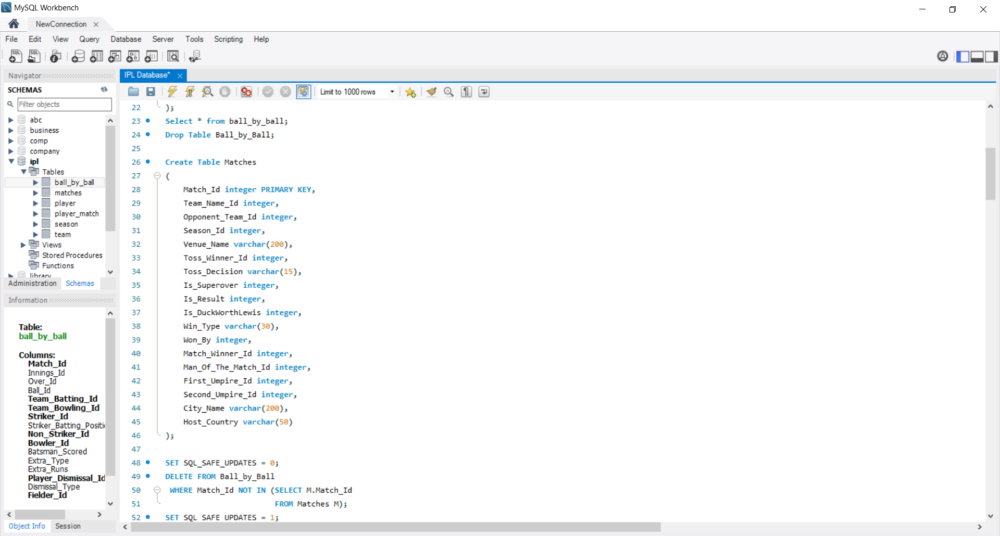 MySQL Workbench
NewConnection
File Edit View Query Database Server Tools Scripting Help
Navigator
SCHEMAS
Filter objects
abc
business
comp
company
ipl
Tables
ball_by_ball
matches
player
player_match
season
team
Views
Stored Procedures
Functions
library
Administration Schemas
Information
Table:
ball_by_ball
Columns:
Match_Id
Innings_Id
Over_Id
Ball_Id
Team_Batting_Id
Team_Bowling_Id
Striker_Id
Striker_Batting_Positi
Non_Striker_Id
Bowler_Id
Batsman_Scored
Extra_Type
Extra_Runs
Player_Dismissal_Id
Dismissal_Type
Fielder_Id
Object Info Session
IPL Database*
Limit to 1000 rows
22 );
23 Select * from ball_by_ball;
24 Drop Table Ball_by_Ball;
25
26 Create Table Matches
27 (
28 Match_Id integer PRIMARY KEY,
29 Team_Name_Id integer,
30 Opponent_Team_Id integer,
31 Season_Id integer,
32 Venue_Name varchar(200),
33 Toss_Winner_Id integer,
34 Toss_Decision varchar(15),
35 Is_Superover integer,
36 Is_Result integer,
37 Is_DuckWorthLewis integer,
38 Win_Type varchar(30),
39 Won_By integer,
40 Match_Winner_Id integer,
41 Man_Of_The_Match_Id integer,
42 First_Umpire_Id integer,
43 Second_Umpire_Id integer,
44 City_Name varchar(200),
45 Host_Country varchar(50)
46 );
47
48 SET SQL_SAFE_UPDATES = 0;
49 DELETE FROM Ball_by_Ball
50 WHERE Match_Id NOT IN (SELECT M.Match_Id
51 FROM Matches M);
52 SET SQL_SAFE_UPDATES = 1;